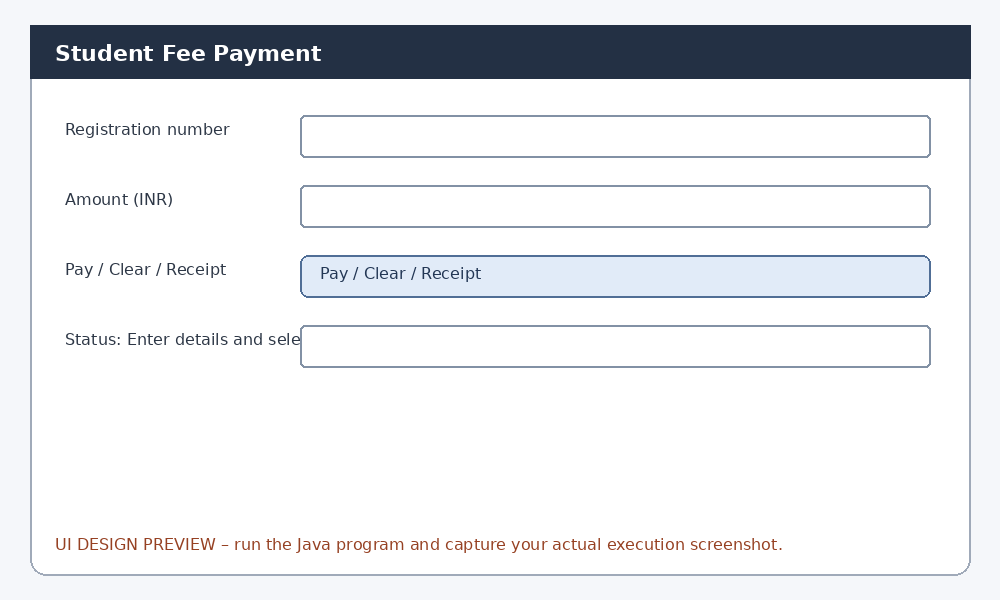 Student Fee Payment
Registration number
Amount (INR)
Pay / Clear / Receipt
Pay / Clear / Receipt
Status: Enter details and sele
UI DESIGN PREVIEW – run the Java program and capture your actual execution screenshot.